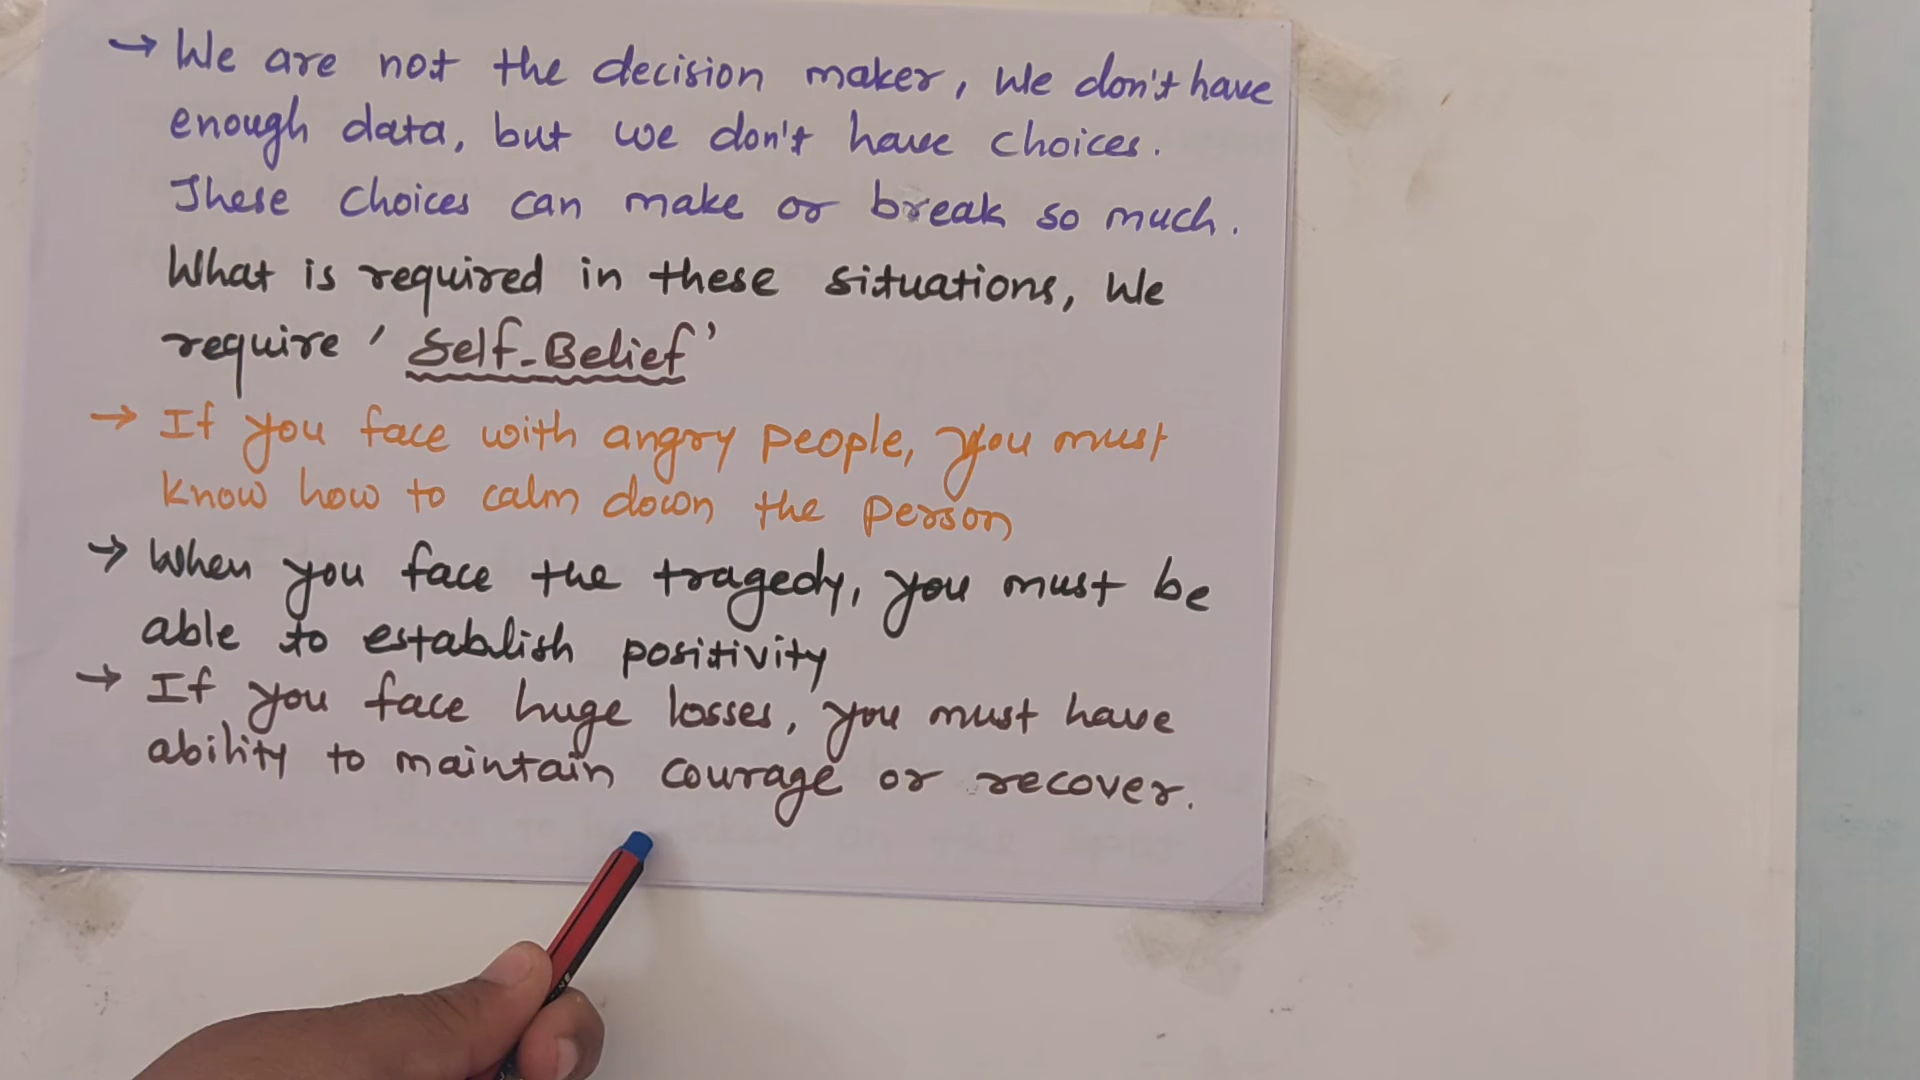 → We are not the decision maker, We don't have
enough data, but we don't have choices.
These choices can make or break so much.
What is required in these situations, We
require 'Self-Belief'
→ If you face with angry people, you must
know how to calm down the person
→ When you face the tragedy, you must be
able to establish positivity
→ If you face huge losses, you must have
ability to maintain courage or recover.